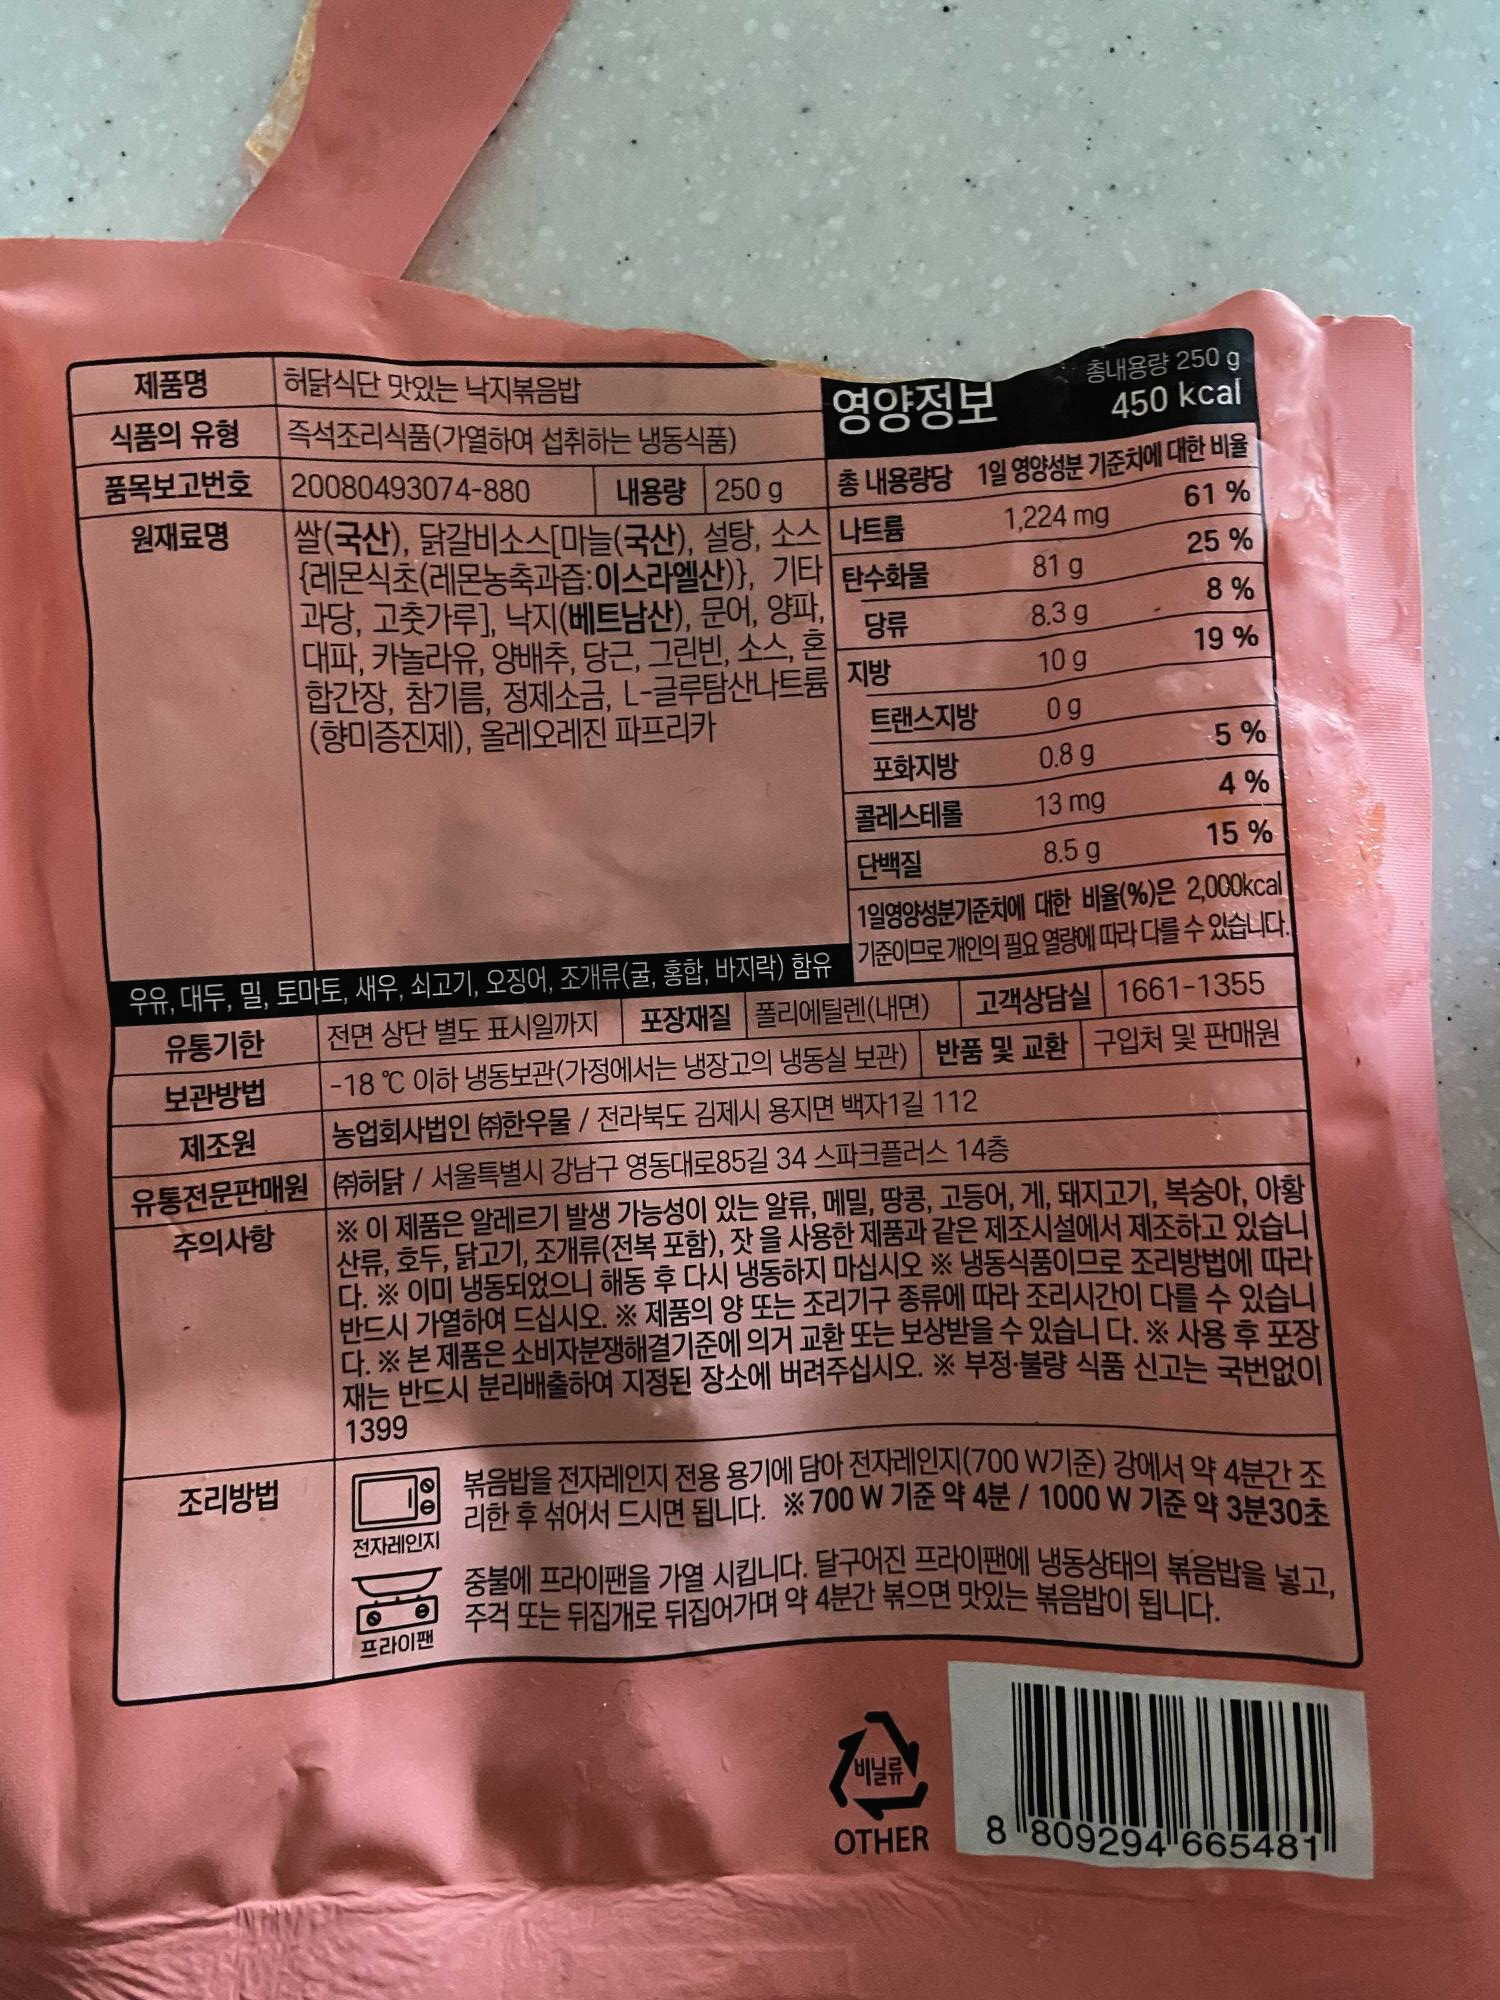 제품명 허닭식단 맛있는 낙지볶음밥
식품의 유형 즉석조리식품(가열하여 섭취하는 냉동식품)
품목보고번호 20080493074-880 내용량 250 g
원재료명 쌀(국산), 닭갈비소스[마늘(국산), 설탕, 소스
{레몬식초(레몬농축과즙:이스라엘산)}, 기타
과당, 고춧가루], 낙지(베트남산), 문어, 양파,
대파, 카놀라유, 양배추, 당근, 그린빈, 소스, 혼
합간장, 참기름, 정제소금, L-글루탐산나트륨
(향미증진제), 올레오레진 파프리카
우유, 대두, 밀, 토마토, 새우, 쇠고기, 오징어, 조개류(굴, 홍합, 바지락) 함유
영양정보
총내용량 250 g
450 kcal
총 내용량당 1일 영양성분 기준치에 대한 비율
나트륨 1,224 mg 61 %
탄수화물 81 g 25 %
당류 8.3 g 8 %
지방 10 g 19 %
트랜스지방 0 g
포화지방 0.8 g 5 %
콜레스테롤 13 mg 4 %
단백질 8.5 g 15 %
1일영양성분기준치에 대한 비율(%)은 2,000kcal
기준이므로 개인의 필요 열량에 따라 다를 수 있습니다.
유통기한 전면 상단 별도 표시일까지 포장재질 폴리에틸렌(내면) 고객상담실 1661-1355
보관방법 -18 ℃ 이하 냉동보관(가정에서는 냉장고의 냉동실 보관) 반품 및 교환 구입처 및 판매원
제조원 농업회사법인 ㈜한우물 / 전라북도 김제시 용지면 백자1길 112
유통전문판매원 ㈜허닭 / 서울특별시 강남구 영동대로85길 34 스파크플러스 14층
주의사항 ※ 이 제품은 알레르기 발생 가능성이 있는 알류, 메밀, 땅콩, 고등어, 게, 돼지고기, 복숭아, 아황
산류, 호두, 닭고기, 조개류(전복 포함), 잣 을 사용한 제품과 같은 제조시설에서 제조하고 있습니
다. ※ 이미 냉동되었으니 해동 후 다시 냉동하지 마십시오 ※ 냉동식품이므로 조리방법에 따라
반드시 가열하여 드십시오. ※ 제품의 양 또는 조리기구 종류에 따라 조리시간이 다를 수 있습니
다. ※ 본 제품은 소비자분쟁해결기준에 의거 교환 또는 보상받을 수 있습니 다. ※ 사용 후 포장
재는 반드시 분리배출하여 지정된 장소에 버려주십시오. ※ 부정·불량 식품 신고는 국번없이
1399
조리방법
전자레인지
볶음밥을 전자레인지 전용 용기에 담아 전자레인지(700 W기준) 강에서 약 4분간 조
리한 후 섞어서 드시면 됩니다. ※ 700 W 기준 약 4분 / 1000 W 기준 약 3분30초
프라이팬
중불에 프라이팬을 가열 시킵니다. 달구어진 프라이팬에 냉동상태의 볶음밥을 넣고,
주걱 또는 뒤집개로 뒤집어가며 약 4분간 볶으면 맛있는 볶음밥이 됩니다.
비닐류
OTHER
8 809294 665481